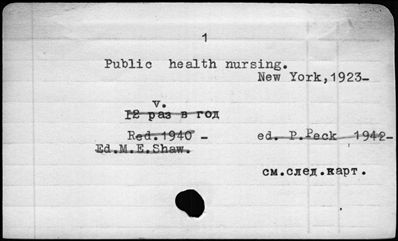 1
Public health nursing.
New York,1923-
v.
12 раз в год
Red.1940 - ed. P.Peck 1942-
Ed.M.E.Shaw.
см.след.карт.